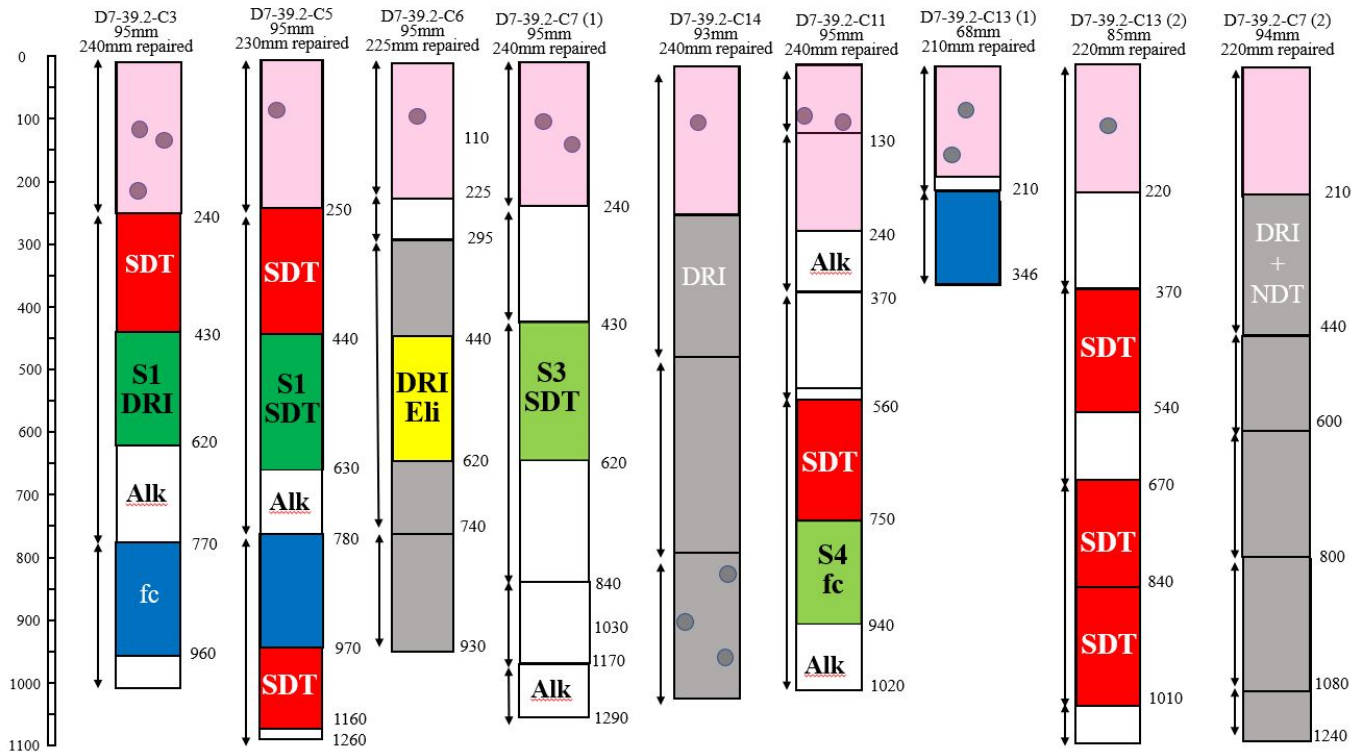 D7-39.2-C3
95mm
240mm repaired
D7-39.2-C5
95mm
230mm repaired
D7-39.2-C6
95mm
225mm repaired
D7-39.2-C7 (1)
95mm
240mm repaired
D7-39.2-C14
93mm
240mm repaired
D7-39.2-C11
95mm
240mm repaired
D7-39.2-C13 (1)
68mm
210mm repaired
D7-39.2-C13 (2)
85mm
220mm repaired
D7-39.2-C7 (2)
94mm
220mm repaired
0
100
200
300
400
500
600
700
800
900
1000
1100
240
SDT
430
S1
DRI
620
Alk
770
fc
960
250
SDT
440
S1
SDT
630
Alk
780
970
SDT
1160
1260
110
225
295
440
DRI
Eli
620
740
930
240
430
S3
SDT
620
840
1030
1170
Alk
1290
DRI
130
240
Alk
370
560
SDT
750
S4
fc
940
Alk
1020
210
346
220
370
SDT
540
670
SDT
840
SDT
1010
210
DRI
+
NDT
440
600
800
1080
1240